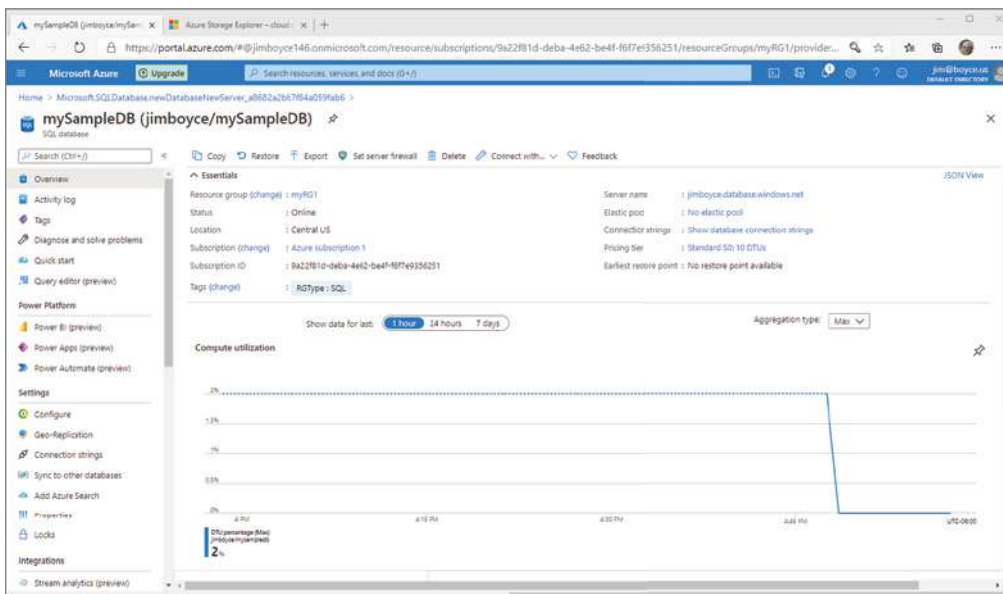 mySampleDB (jimboyce/mySam
Azure Storage Explorer – cloud
https://portal.azure.com/#@jimboyce146.onmicrosoft.com/resource/subscriptions/9a22f81d-deba-4e62-be4f-f6f7e9356251/resourceGroups/myRG1/provider...
Microsoft Azure Upgrade Search resources, services, and docs (G+/) jim@boyce.us
DEFAULT DIRECTORY
Home > Microsoft.SQLDatabase.newDatabaseNewServer_a8682a2b67f84a059fab6 >
mySampleDB (jimboyce/mySampleDB)
SQL database
Search (Ctrl+/) Copy Restore Export Set server firewall Delete Connect with... Feedback
Overview
Activity log
Tags
Diagnose and solve problems
Quick start
Query editor (preview)
Power Platform
Power BI (preview)
Power Apps (preview)
Power Automate (preview)
Settings
Configure
Geo-Replication
Connection strings
Sync to other databases
Add Azure Search
Properties
Locks
Integrations
Stream analytics (preview)
Essentials JSON View
Resource group (change) : myRG1
Status : Online
Location : Central US
Subscription (change) : Azure subscription 1
Subscription ID : 9a22f81d-deba-4e62-be4f-f6f7e9356251
Tags (change) : RGType : SQL
Server name : jimboyce.database.windows.net
Elastic pool : No elastic pool
Connection strings : Show database connection strings
Pricing tier : Standard S0: 10 DTUs
Earliest restore point : No restore point available
Show data for last: 1 hour 24 hours 7 days Aggregation type: Max
Compute utilization
2%
1.5%
1%
0.5%
0%
4 PM 4:15 PM 4:30 PM 4:45 PM UTC-06:00
DTU percentage (Max)
jimboyce/mysampledb
2%